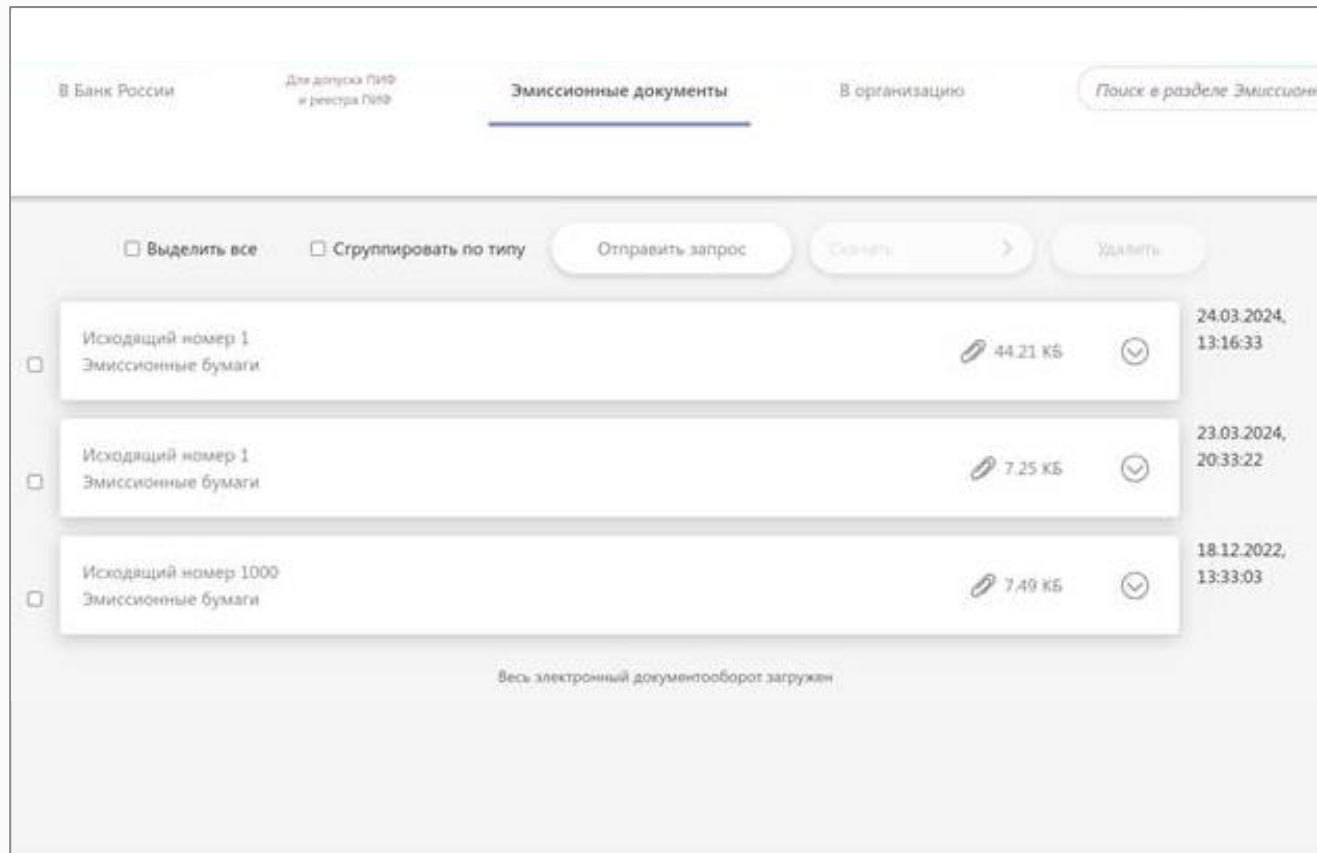 В Банк России
Для допуска ПИФ
и реестра ПИФ
Эмиссионные документы
В организацию
Поиск в разделе Эмиссионн
Выделить все
Сгруппировать по типу
Отправить запрос
Скачать
Удалить
Исходящий номер 1
Эмиссионные бумаги
44.21 КБ
24.03.2024,
13:16:33
Исходящий номер 1
Эмиссионные бумаги
7.25 КБ
23.03.2024,
20:33:22
Исходящий номер 1000
Эмиссионные бумаги
7.49 КБ
18.12.2022,
13:33:03
Весь электронный документооборот загружен